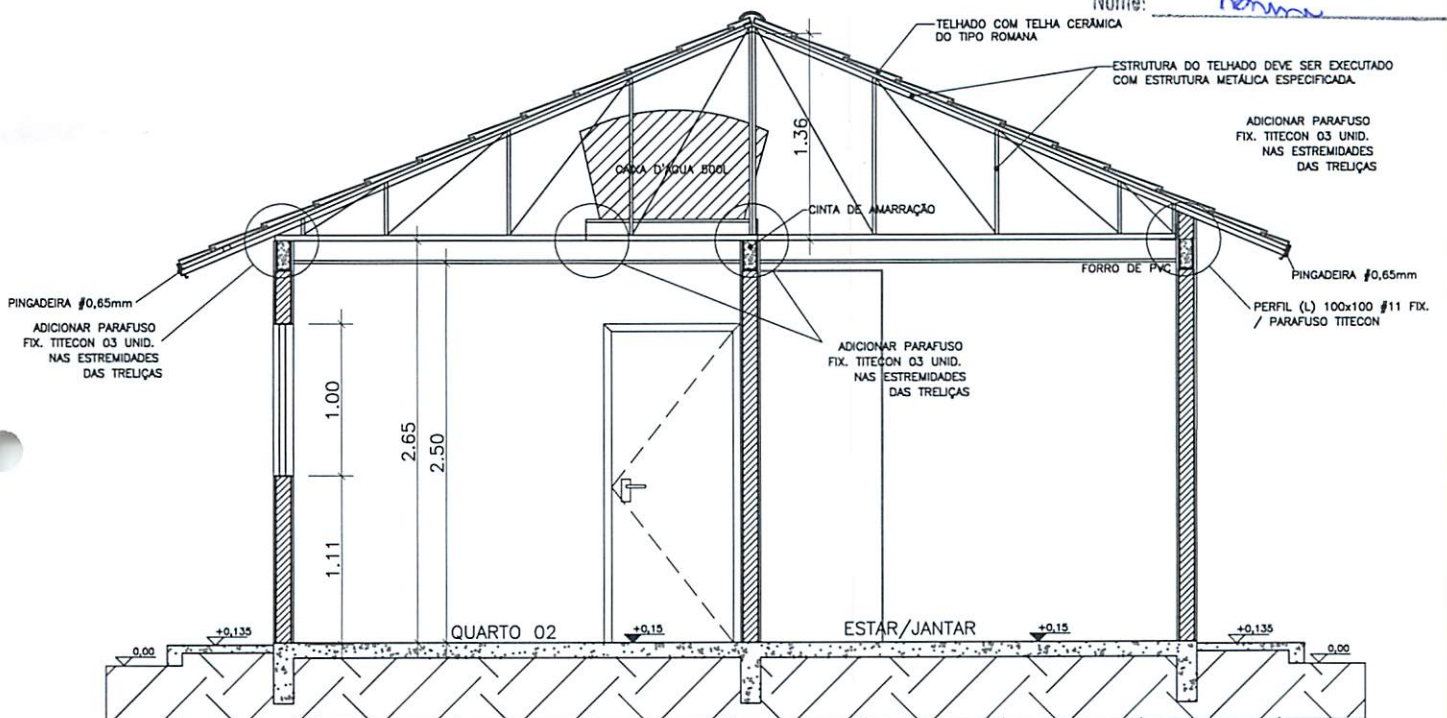 Nome:
TELHADO COM TELHA CERÂMICA
DO TIPO ROMANA
ESTRUTURA DO TELHADO DEVE SER EXECUTADO
COM ESTRUTURA METÁLICA ESPECIFICADA.
ADICIONAR PARAFUSO
FIX. TITECON 03 UNID.
NAS ESTREMIDADES
DAS TRELIÇAS
1.36
CAIXA D'ÁGUA 500L
CINTA DE AMARRAÇÃO
FORRO DE PVC
PINGADEIRA #0,65mm
PINGADEIRA #0,65mm
PERFIL (L) 100x100 #11 FIX.
/ PARAFUSO TITECON
ADICIONAR PARAFUSO
FIX. TITECON 03 UNID.
NAS ESTREMIDADES
DAS TRELIÇAS
ADICIONAR PARAFUSO
FIX. TITECON 03 UNID.
NAS ESTREMIDADES
DAS TRELIÇAS
1.00
2.65
2.50
1.11
QUARTO 02
ESTAR/JANTAR
0,00
+0,135
+0,15
+0,15
+0,135
0,00